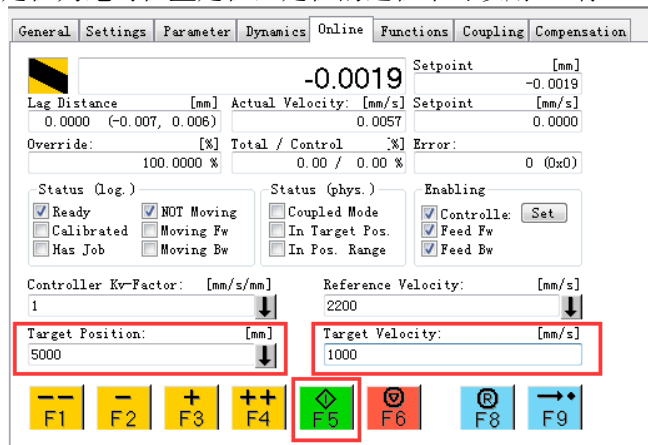 General Settings Parameter Dynamics Online Functions Coupling Compensation
-0.0019
Setpoint [mm]
-0.0019
Lag Distance [mm] Actual Velocity: [mm/s] Setpoint [mm/s]
0.0000 (-0.007, 0.006) 0.0057 0.0000
Override: [%] Total / Control [%] Error:
100.0000 % 0.00 / 0.00 % 0 (0x0)
Status (log.) Status (phys.) Enabling
Ready NOT Moving Coupled Mode Controlle: Set
Calibrated Moving Fw In Target Pos. Feed Fw
Has Job Moving Bw In Pos. Range Feed Bw
Controller Kv-Factor: [mm/s/mm] Reference Velocity: [mm/s]
1 2200
Target Position: [mm] Target Velocity: [mm/s]
5000 1000
-- - + ++ R
F1 F2 F3 F4 F5 F6 F8 F9